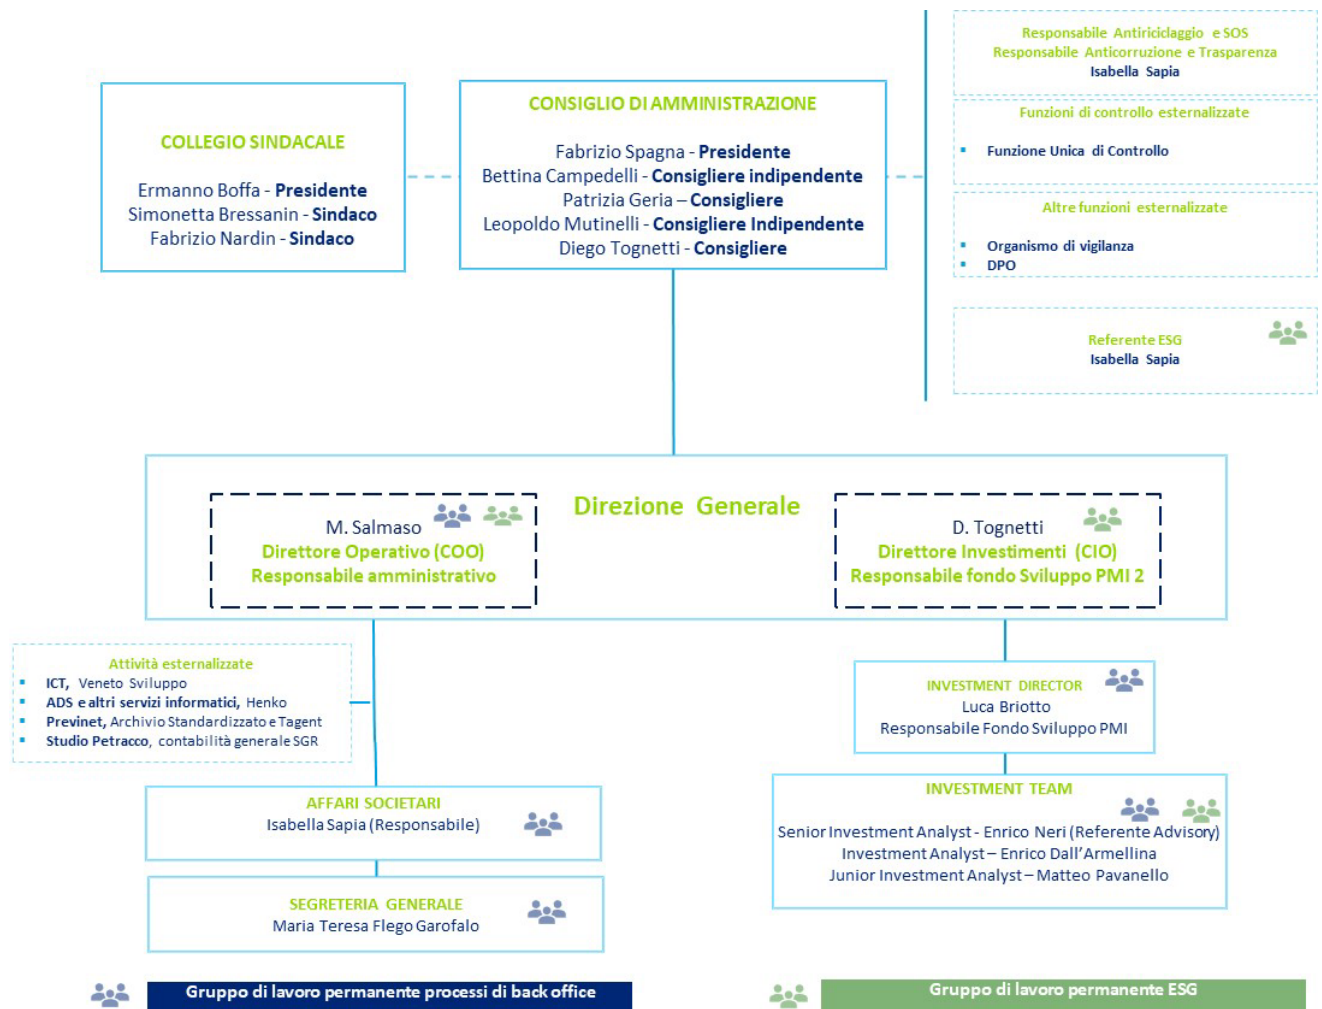 COLLEGIO SINDACALE
Ermanno Boffa - Presidente
Simonetta Bressanin - Sindaco
Fabrizio Nardin - Sindaco
CONSIGLIO DI AMMINISTRAZIONE
Fabrizio Spagna - Presidente
Bettina Campedelli - Consigliere indipendente
Patrizia Geria – Consigliere
Leopoldo Mutinelli - Consigliere Indipendente
Diego Tognetti - Consigliere
Responsabile Antiriciclaggio e SOS
Responsabile Anticorruzione e Trasparenza
Isabella Sapia
Funzioni di controllo esternalizzate
▪ Funzione Unica di Controllo
Altre funzioni esternalizzate
▪ Organismo di vigilanza
▪ DPO
Referente ESG
Isabella Sapia
Direzione Generale
M. Salmaso
Direttore Operativo (COO)
Responsabile amministrativo
D. Tognetti
Direttore Investimenti (CIO)
Responsabile fondo Sviluppo PMI 2
Attività esternalizzate
▪ ICT, Veneto Sviluppo
▪ ADS e altri servizi informatici, Henko
▪ Previnet, Archivio Standardizzato e Tagent
▪ Studio Petracco, contabilità generale SGR
AFFARI SOCIETARI
Isabella Sapia (Responsabile)
SEGRETERIA GENERALE
Maria Teresa Flego Garofalo
INVESTMENT DIRECTOR
Luca Briotto
Responsabile Fondo Sviluppo PMI
INVESTMENT TEAM
Senior Investment Analyst - Enrico Neri (Referente Advisory)
Investment Analyst – Enrico Dall’Armellina
Junior Investment Analyst – Matteo Pavanello
Gruppo di lavoro permanente processi di back office
Gruppo di lavoro permanente ESG